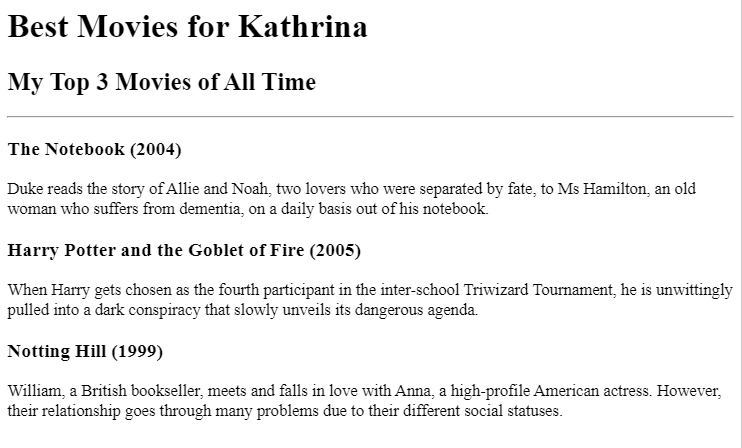 Best Movies for Kathrina
My Top 3 Movies of All Time
The Notebook (2004)
Duke reads the story of Allie and Noah, two lovers who were separated by fate, to Ms Hamilton, an old
woman who suffers from dementia, on a daily basis out of his notebook.
Harry Potter and the Goblet of Fire (2005)
When Harry gets chosen as the fourth participant in the inter-school Triwizard Tournament, he is unwittingly
pulled into a dark conspiracy that slowly unveils its dangerous agenda.
Notting Hill (1999)
William, a British bookseller, meets and falls in love with Anna, a high-profile American actress. However,
their relationship goes through many problems due to their different social statuses.